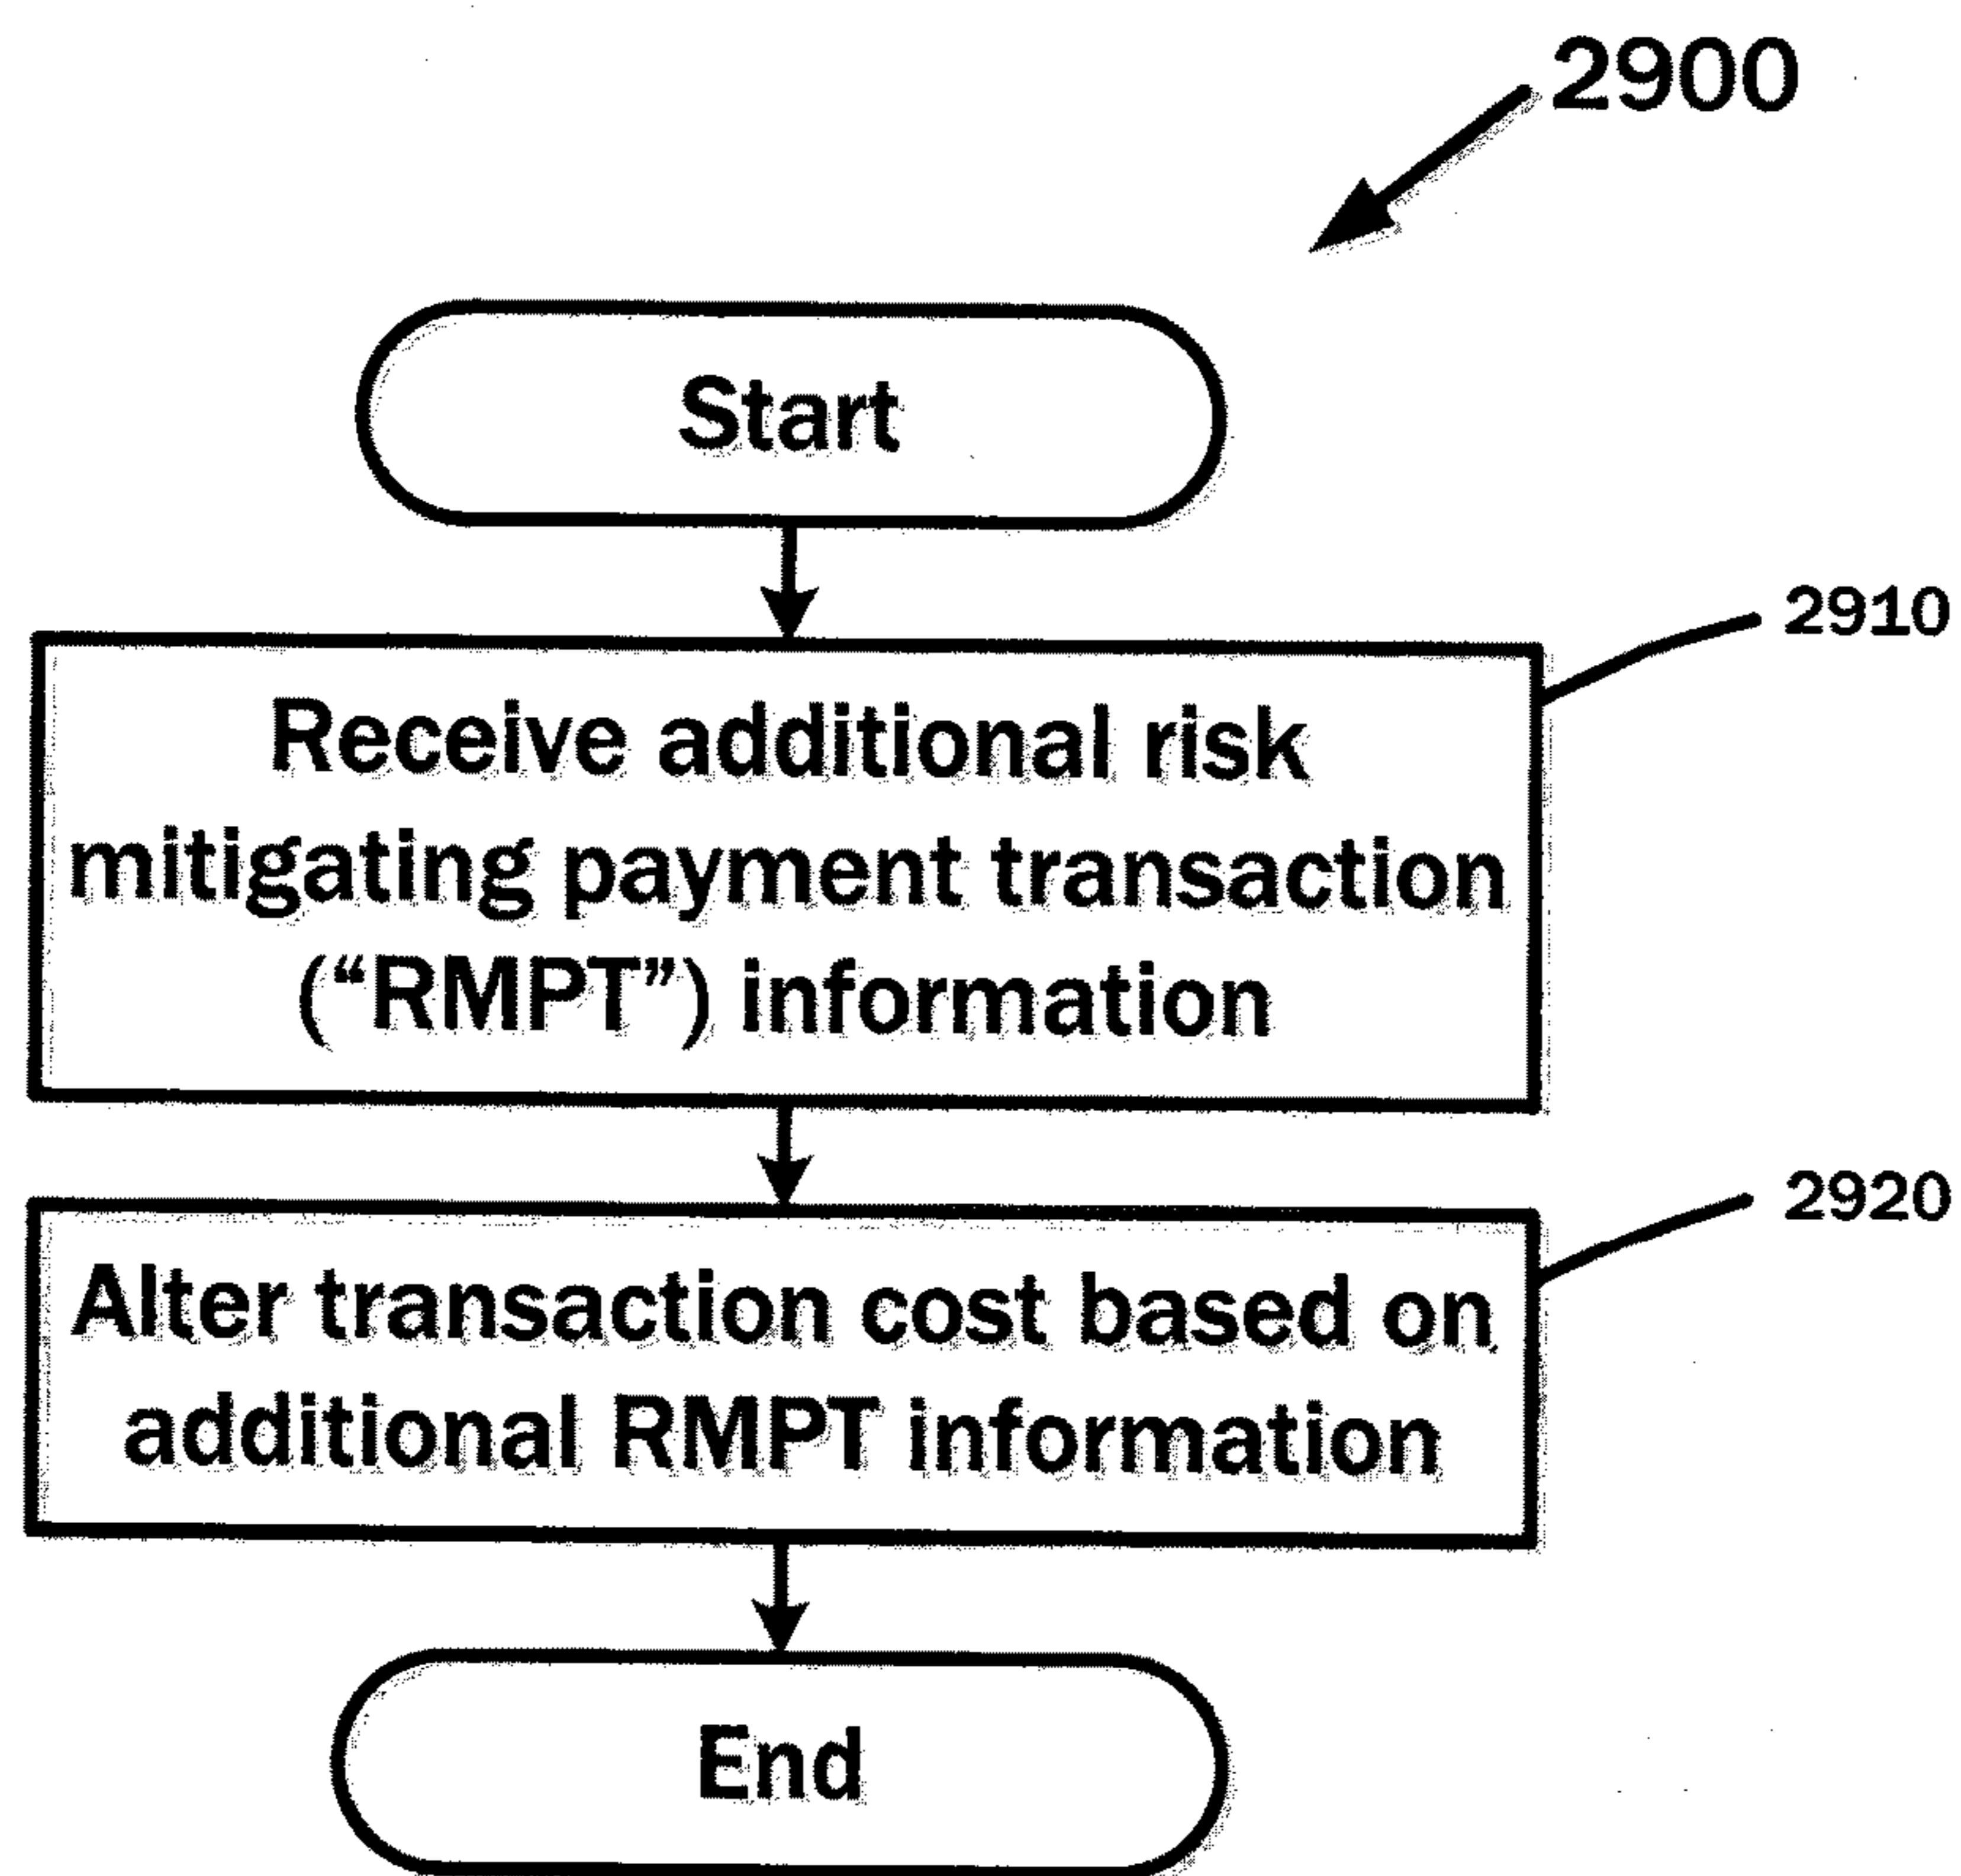 2900
Start
2910
Receive additional risk
mitigating payment transaction
(“RMPT”) information
2920
Alter transaction cost based on
additional RMPT information
End